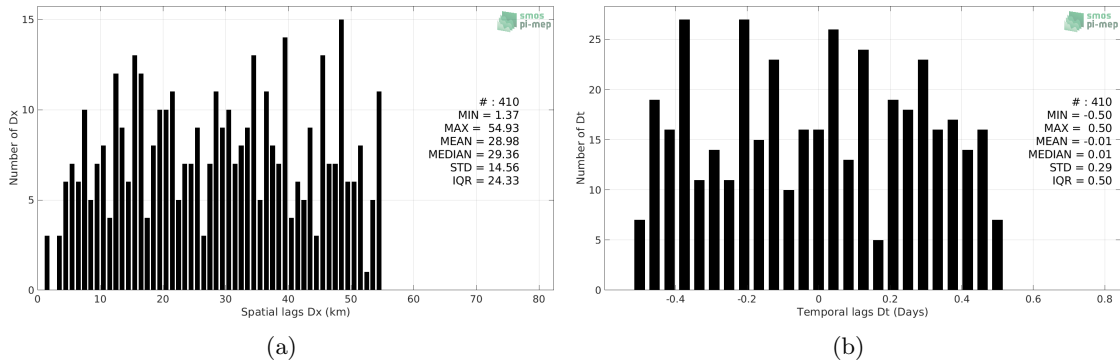 smos
pi-mep
15
10
5
0
Number of Dx
# : 410
MIN = 1.37
MAX = 54.93
MEAN = 28.98
MEDIAN = 29.36
STD = 14.56
IQR = 24.33
0 10 20 30 40 50 60 70 80
Spatial lags Dx (km)
(a)
smos
pi-mep
25
20
15
10
5
0
Number of Dt
# : 410
MIN = -0.50
MAX = 0.50
MEAN = -0.01
MEDIAN = 0.01
STD = 0.29
IQR = 0.50
-0.4 -0.2 0 0.2 0.4 0.6 0.8
Temporal lags Dt (Days)
(b)